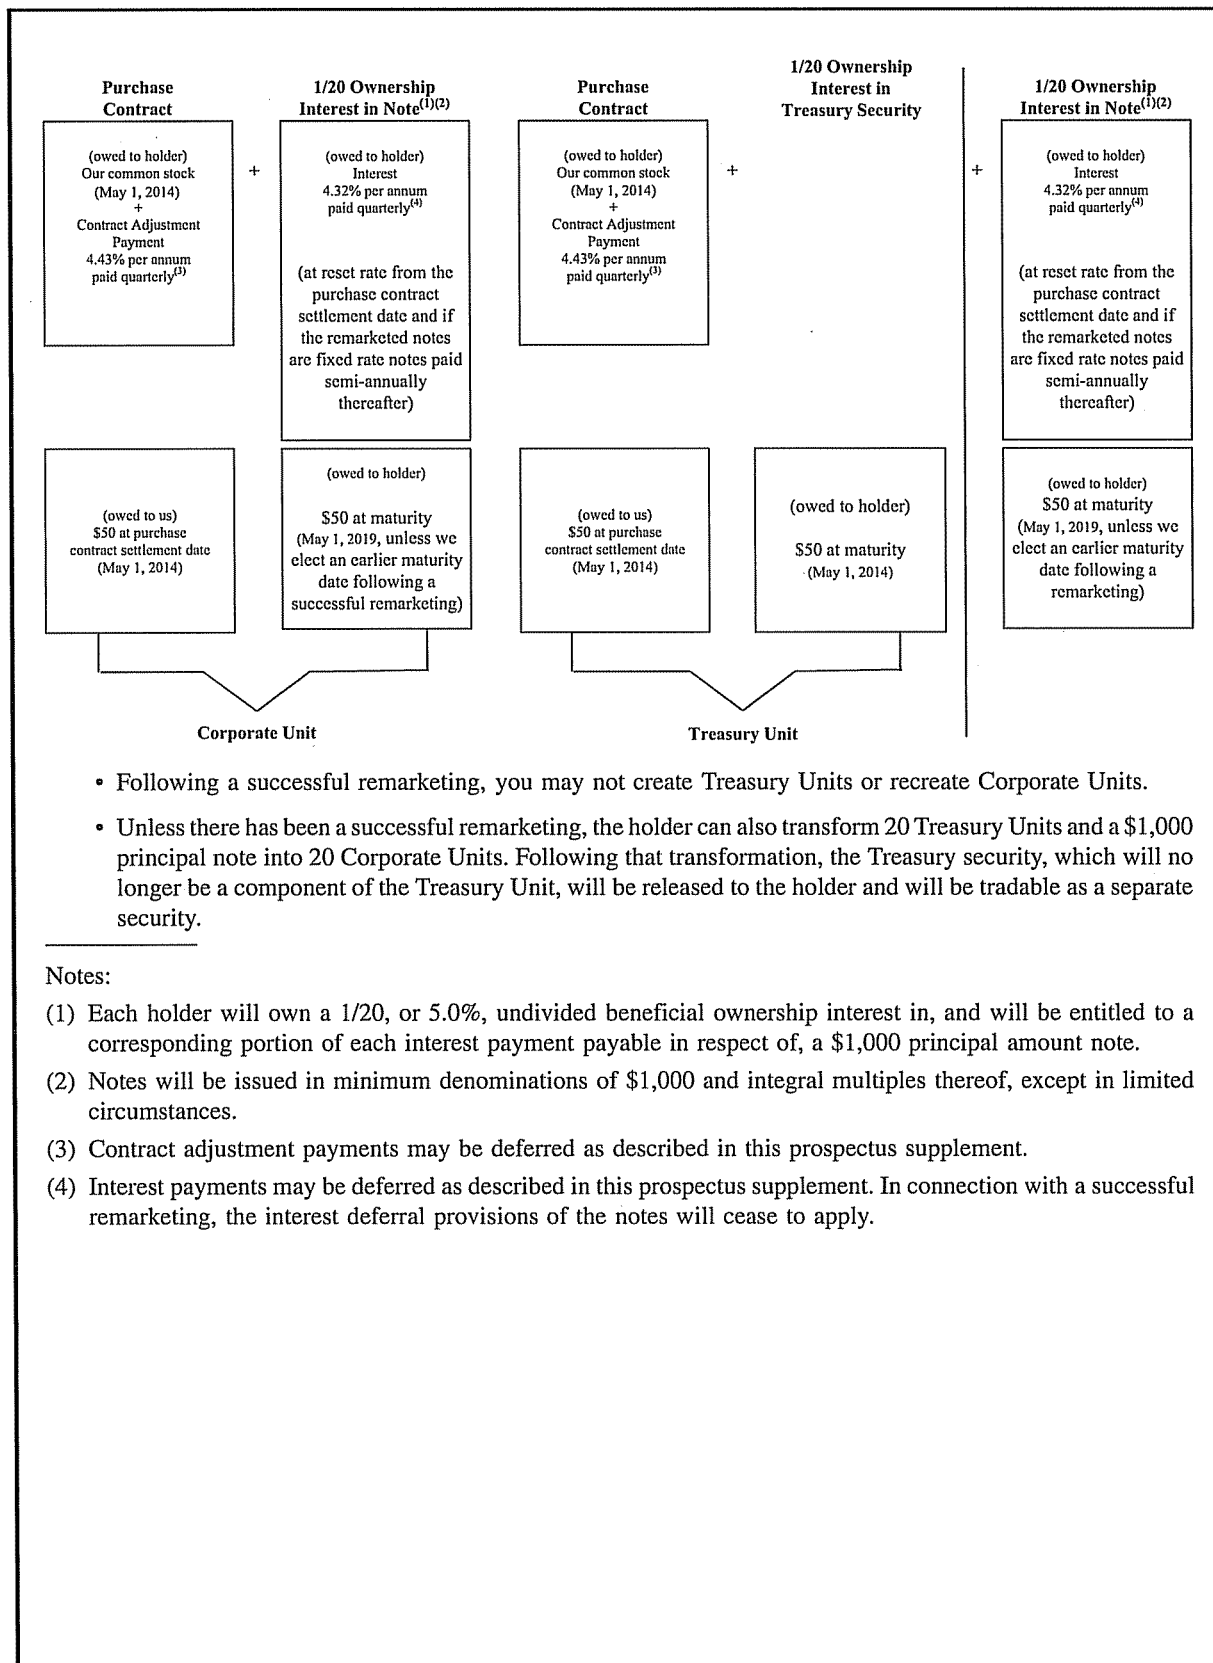 Purchase
Contract
(owed to holder)
Our common stock
(May 1, 2014)
+
Contract Adjustment
Payment
4.43% per annum
paid quarterly(3)
+
1/20 Ownership
Interest in Note(1)(2)
(owed to holder)
Interest
4.32% per annum
paid quarterly(4)
(at reset rate from the
purchase contract
settlement date and if
the remarketed notes
are fixed rate notes paid
semi-annually
thereafter)
Purchase
Contract
(owed to holder)
Our common stock
(May 1, 2014)
+
Contract Adjustment
Payment
4.43% per annum
paid quarterly(3)
+
1/20 Ownership
Interest in
Treasury Security
+
1/20 Ownership
Interest in Note(1)(2)
(owed to holder)
Interest
4.32% per annum
paid quarterly(4)
(at reset rate from the
purchase contract
settlement date and if
the remarketed notes
are fixed rate notes paid
semi-annually
thereafter)
(owed to us)
$50 at purchase
contract settlement date
(May 1, 2014)
(owed to holder)
$50 at maturity
(May 1, 2019, unless we
elect an earlier maturity
date following a
successful remarketing)
(owed to us)
$50 at purchase
contract settlement date
(May 1, 2014)
(owed to holder)
$50 at maturity
(May 1, 2014)
(owed to holder)
$50 at maturity
(May 1, 2019, unless we
elect an earlier maturity
date following a
remarketing)
Corporate Unit
Treasury Unit
• Following a successful remarketing, you may not create Treasury Units or recreate Corporate Units.
• Unless there has been a successful remarketing, the holder can also transform 20 Treasury Units and a $1,000
principal note into 20 Corporate Units. Following that transformation, the Treasury security, which will no
longer be a component of the Treasury Unit, will be released to the holder and will be tradable as a separate
security.
Notes:
(1) Each holder will own a 1/20, or 5.0%, undivided beneficial ownership interest in, and will be entitled to a
corresponding portion of each interest payment payable in respect of, a $1,000 principal amount note.
(2) Notes will be issued in minimum denominations of $1,000 and integral multiples thereof, except in limited
circumstances.
(3) Contract adjustment payments may be deferred as described in this prospectus supplement.
(4) Interest payments may be deferred as described in this prospectus supplement. In connection with a successful
remarketing, the interest deferral provisions of the notes will cease to apply.